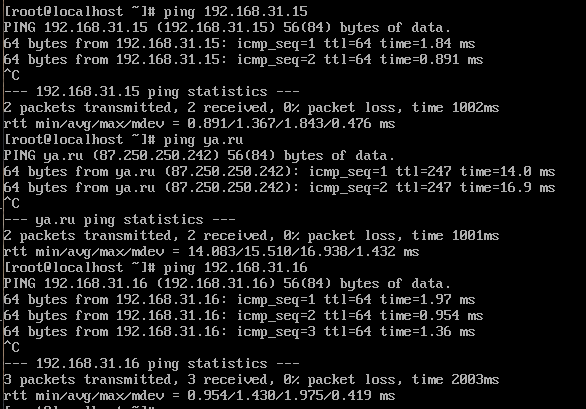 [root@localhost ~]# ping 192.168.31.15
PING 192.168.31.15 (192.168.31.15) 56(84) bytes of data.
64 bytes from 192.168.31.15: icmp_seq=1 ttl=64 time=1.84 ms
64 bytes from 192.168.31.15: icmp_seq=2 ttl=64 time=0.891 ms
^C
--- 192.168.31.15 ping statistics ---
2 packets transmitted, 2 received, 0% packet loss, time 1002ms
rtt min/avg/max/mdev = 0.891/1.367/1.843/0.476 ms
[root@localhost ~]# ping ya.ru
PING ya.ru (87.250.250.242) 56(84) bytes of data.
64 bytes from ya.ru (87.250.250.242): icmp_seq=1 ttl=247 time=14.0 ms
64 bytes from ya.ru (87.250.250.242): icmp_seq=2 ttl=247 time=16.9 ms
^C
--- ya.ru ping statistics ---
2 packets transmitted, 2 received, 0% packet loss, time 1001ms
rtt min/avg/max/mdev = 14.083/15.510/16.938/1.432 ms
[root@localhost ~]# ping 192.168.31.16
PING 192.168.31.16 (192.168.31.16) 56(84) bytes of data.
64 bytes from 192.168.31.16: icmp_seq=1 ttl=64 time=1.97 ms
64 bytes from 192.168.31.16: icmp_seq=2 ttl=64 time=0.954 ms
64 bytes from 192.168.31.16: icmp_seq=3 ttl=64 time=1.36 ms
^C
--- 192.168.31.16 ping statistics ---
3 packets transmitted, 3 received, 0% packet loss, time 2003ms
rtt min/avg/max/mdev = 0.954/1.430/1.975/0.419 ms
[root@localhost ~]#